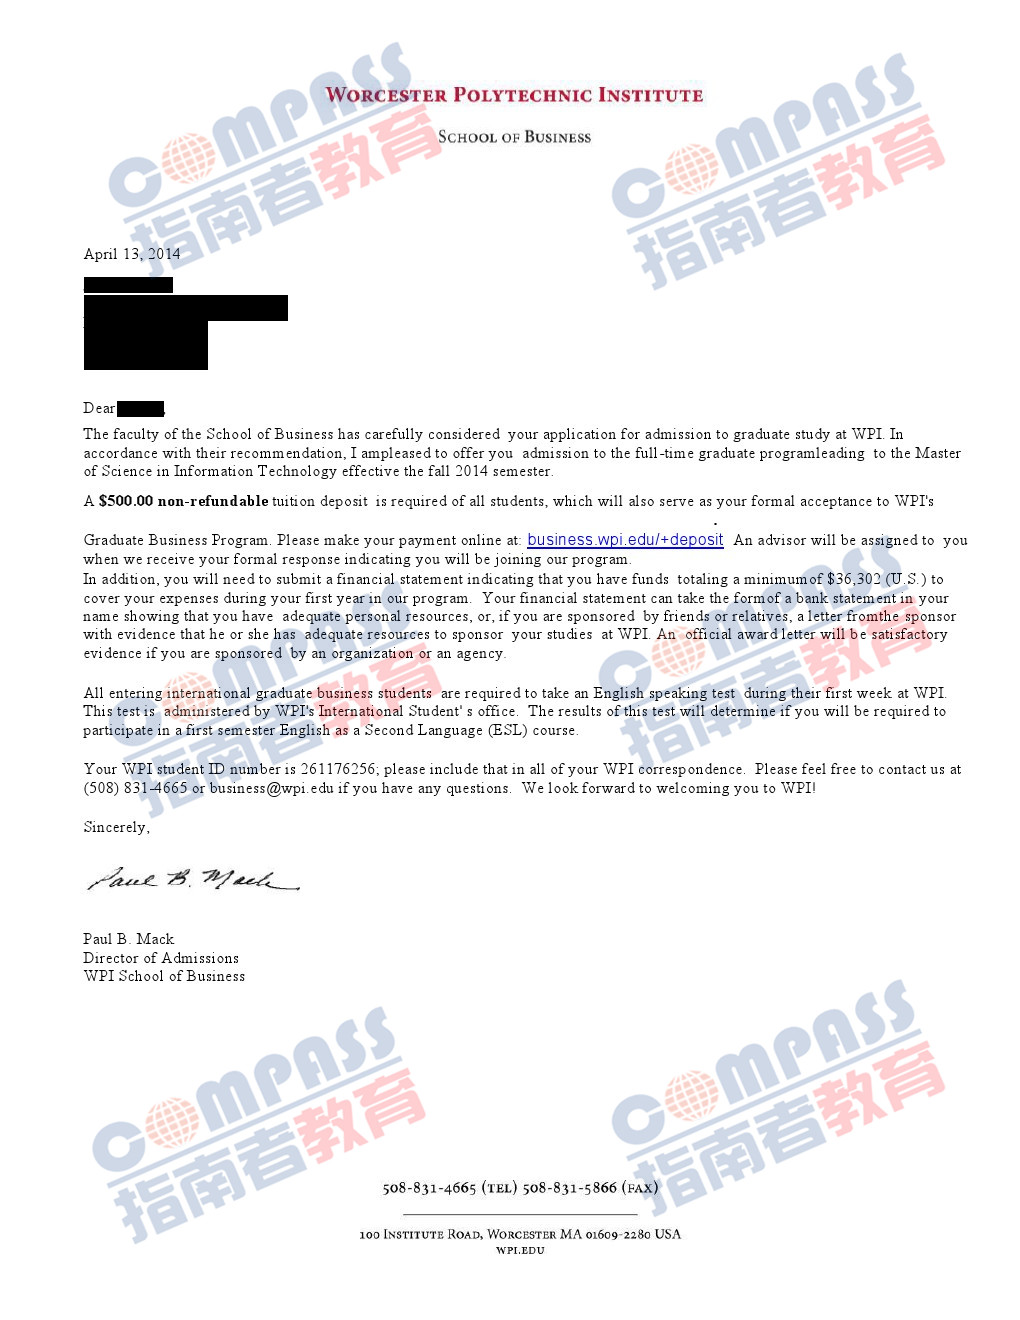 WORCESTER POLYTECHNIC INSTITUTE
SCHOOL OF BUSINESS
COMPASS
指南者教育
COMPASS
指南者教育
April 13, 2014
Dear ,
The faculty of the School of Business has carefully considered your application for admission to graduate study at WPI. In
accordance with their recommendation, I ampleased to offer you admission to the full-time graduate programleading to the Master
of Science in Information Technology effective the fall 2014 semester.
A $500.00 non-refundable tuition deposit is required of all students, which will also serve as your formal acceptance to WPI's
Graduate Business Program. Please make your payment online at: business.wpi.edu/+deposit. An advisor will be assigned to you
when we receive your formal response indicating you will be joining our program.
In addition, you will need to submit a financial statement indicating that you have funds totaling a minimumof $36,302 (U.S.) to
cover your expenses during your first year in our program. Your financial statement can take the formof a bank statement in your
name showing that you have adequate personal resources, or, if you are sponsored by friends or relatives, a letter fromthe sponsor
with evidence that he or she has adequate resources to sponsor your studies at WPI. An official award letter will be satisfactory
evidence if you are sponsored by an organization or an agency.
COMPASS
指南者教育
COMPASS
指南者教育
All entering international graduate business students are required to take an English speaking test during their first week at WPI.
This test is administered by WPI's International Student' s office. The results of this test will determine if you will be required to
participate in a first semester English as a Second Language (ESL) course.
Your WPI student ID number is 261176256; please include that in all of your WPI correspondence. Please feel free to contact us at
(508) 831-4665 or business@wpi.edu if you have any questions. We look forward to welcoming you to WPI!
Sincerely,
Paul B. Mack
Paul B. Mack
Director of Admissions
WPI School of Business
COMPASS
指南者教育
COMPASS
指南者教育
508-831-4665 (TEL) 508-831-5866 (FAX)
100 INSTITUTE ROAD, WORCESTER MA 01609-2280 USA
WPI.EDU